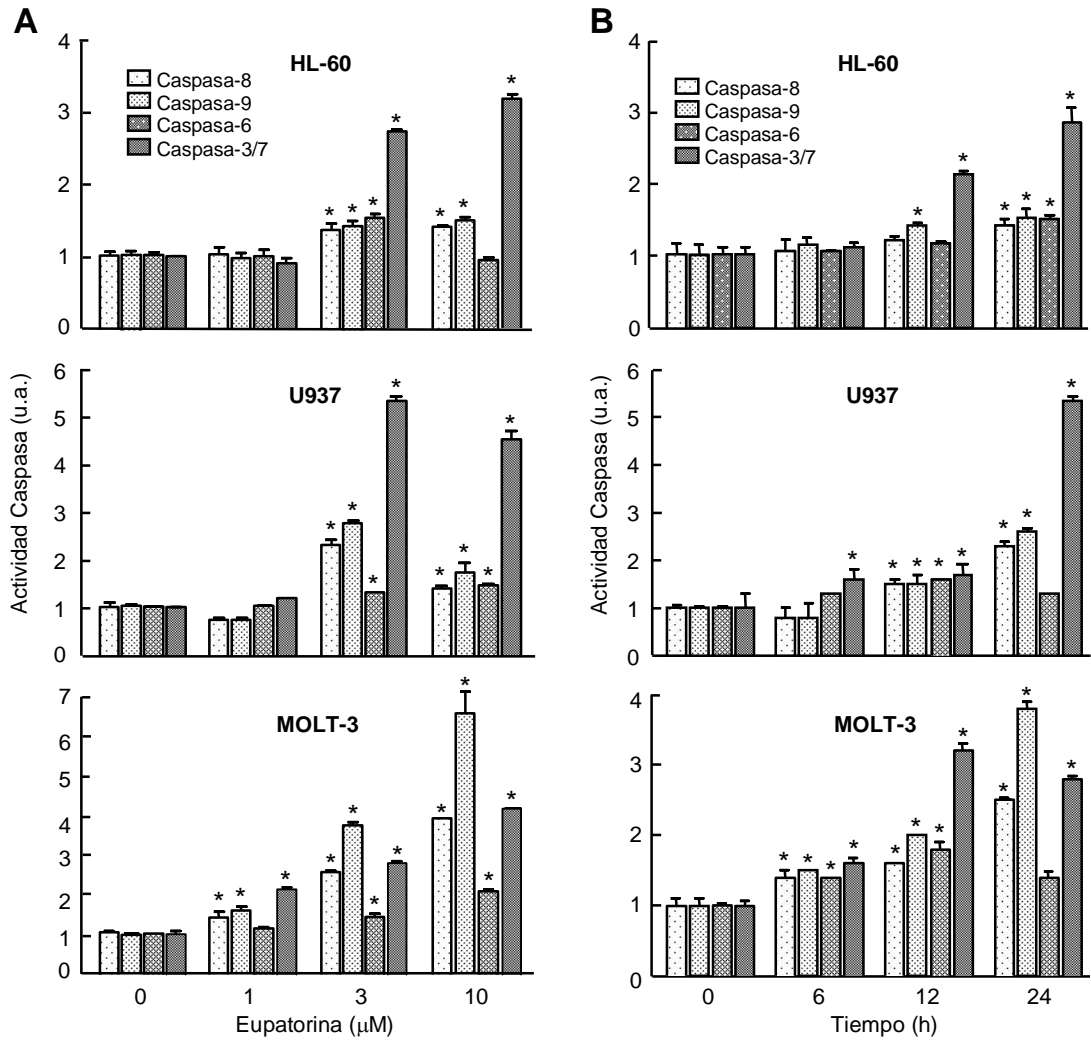 A
HL-60
Caspasa-8
Caspasa-9
Caspasa-6
Caspasa-3/7
4
3
2
1
0
* * * *
* * *
U937
6
5
4
3
2
1
0
* * * *
* * * *
MOLT-3
7
6
5
4
3
2
1
0
* * *
* * * *
* * * *
0 1 3 10
Eupatorina (μM)
Actividad Caspasa (u.a.)
B
HL-60
Caspasa-8
Caspasa-9
Caspasa-6
Caspasa-3/7
4
3
2
1
0
* *
* * * *
U937
6
5
4
3
2
1
0
*
* * * *
* * *
MOLT-3
4
3
2
1
0
* * * *
* * * *
* * *
0 6 12 24
Tiempo (h)
Actividad Caspasa (u.a.)